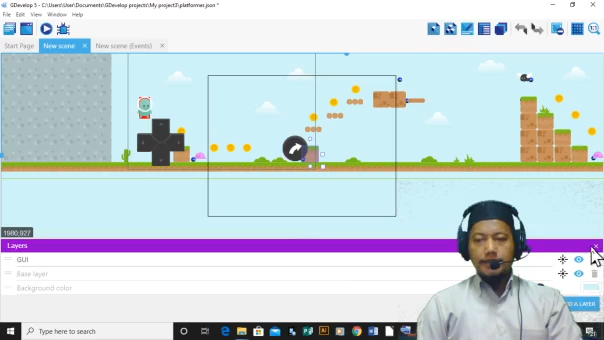 GDevelop 5 - C:\Users\User\Documents\GDevelop projects\My project3\platformer.json *
File Edit View Window Help
Start Page
New scene ×
New scene (Events) ×
1980;927
Layers
GUI
Base layer
Background color
D A LAYER
Type here to search